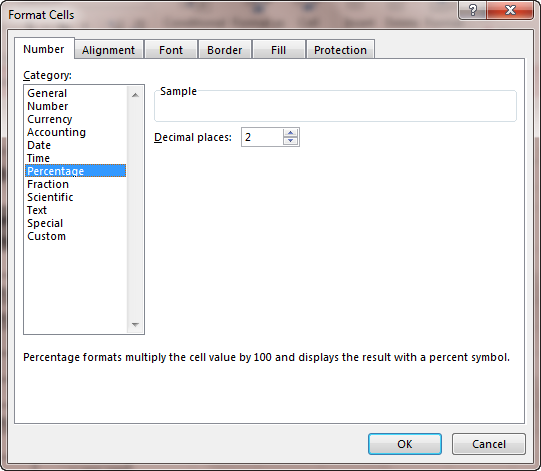 Format Cells
Number Alignment Font Border Fill Protection
Category:
General
Number
Currency
Accounting
Date
Time
Percentage
Fraction
Scientific
Text
Special
Custom
Sample
Decimal places: 2
Percentage formats multiply the cell value by 100 and displays the result with a percent symbol.
OK Cancel